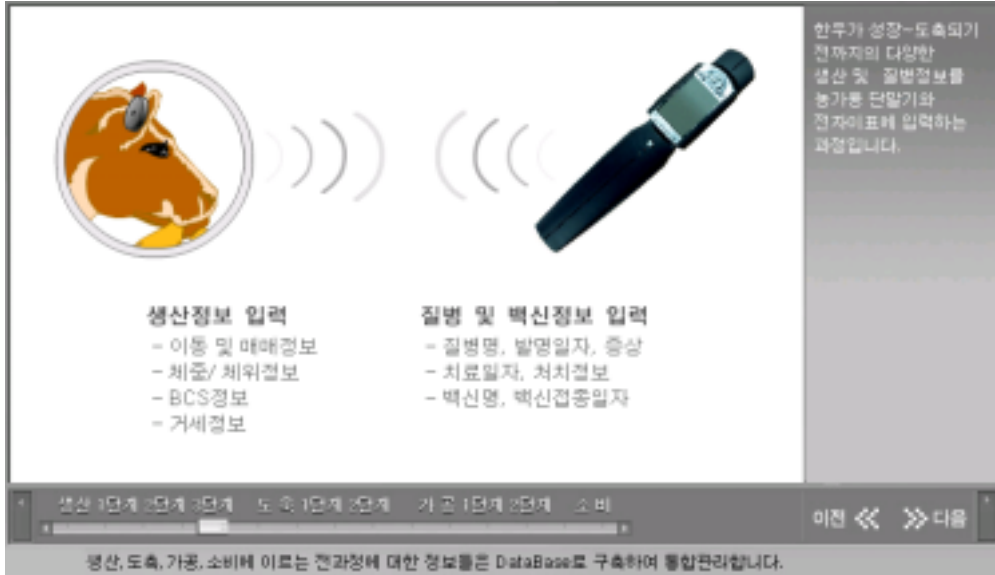 한우가 성장-도축되기
전까지의 다양한
생산 및 질병정보를
농가용 단말기와
전자이표에 입력하는
과정입니다.
생산정보 입력
- 이동 및 매매정보
- 체중/ 체위정보
- BCS정보
- 거세정보
질병 및 백신정보 입력
- 질병명, 발명일자, 증상
- 치료일자, 처치정보
- 백신명, 백신접종일자
생산 1단계 2단계 3단계 도축 1단계 2단계 가공 1단계 2단계 소비
이전 다음
생산, 도축, 가공, 소비에 이르는 전과정에 대한 정보들은 DataBase로 구축하여 통합관리합니다.